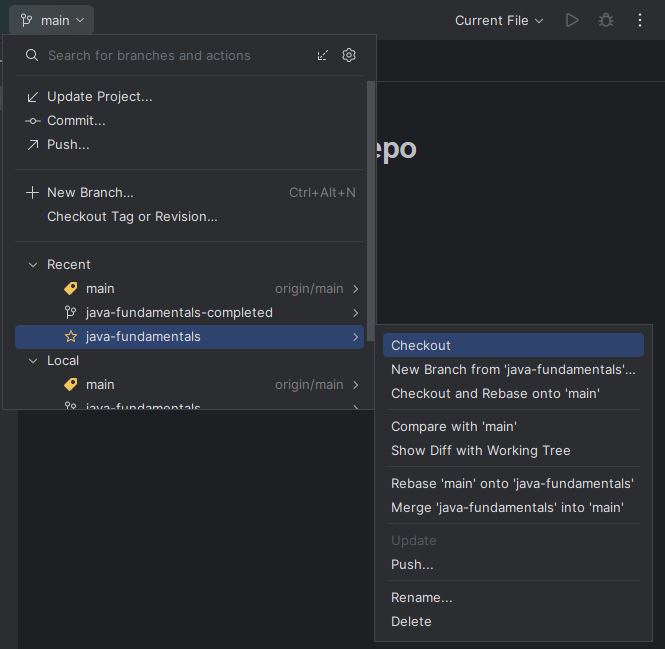 main
Current File
Search for branches and actions
Update Project...
Commit...
Push...
epo
New Branch... Ctrl+Alt+N
Checkout Tag or Revision...
Recent
main origin/main
java-fundamentals-completed
java-fundamentals
Local
main origin/main
java-fundamentals
Checkout
New Branch from 'java-fundamentals'...
Checkout and Rebase onto 'main'
Compare with 'main'
Show Diff with Working Tree
Rebase 'main' onto 'java-fundamentals'
Merge 'java-fundamentals' into 'main'
Update
Push...
Rename...
Delete